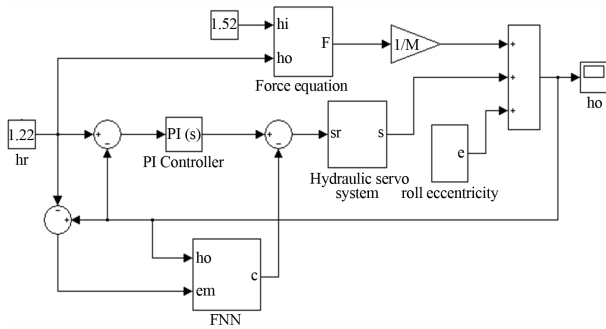 1.52
hi
ho
F
Force equation
1/M
+
+
+
ho
1.22
hr
+
−
PI (s)
PI Controller
+
−
sr
s
Hydraulic servo
system
e
roll eccentricity
−
+
ho
em
c
FNN